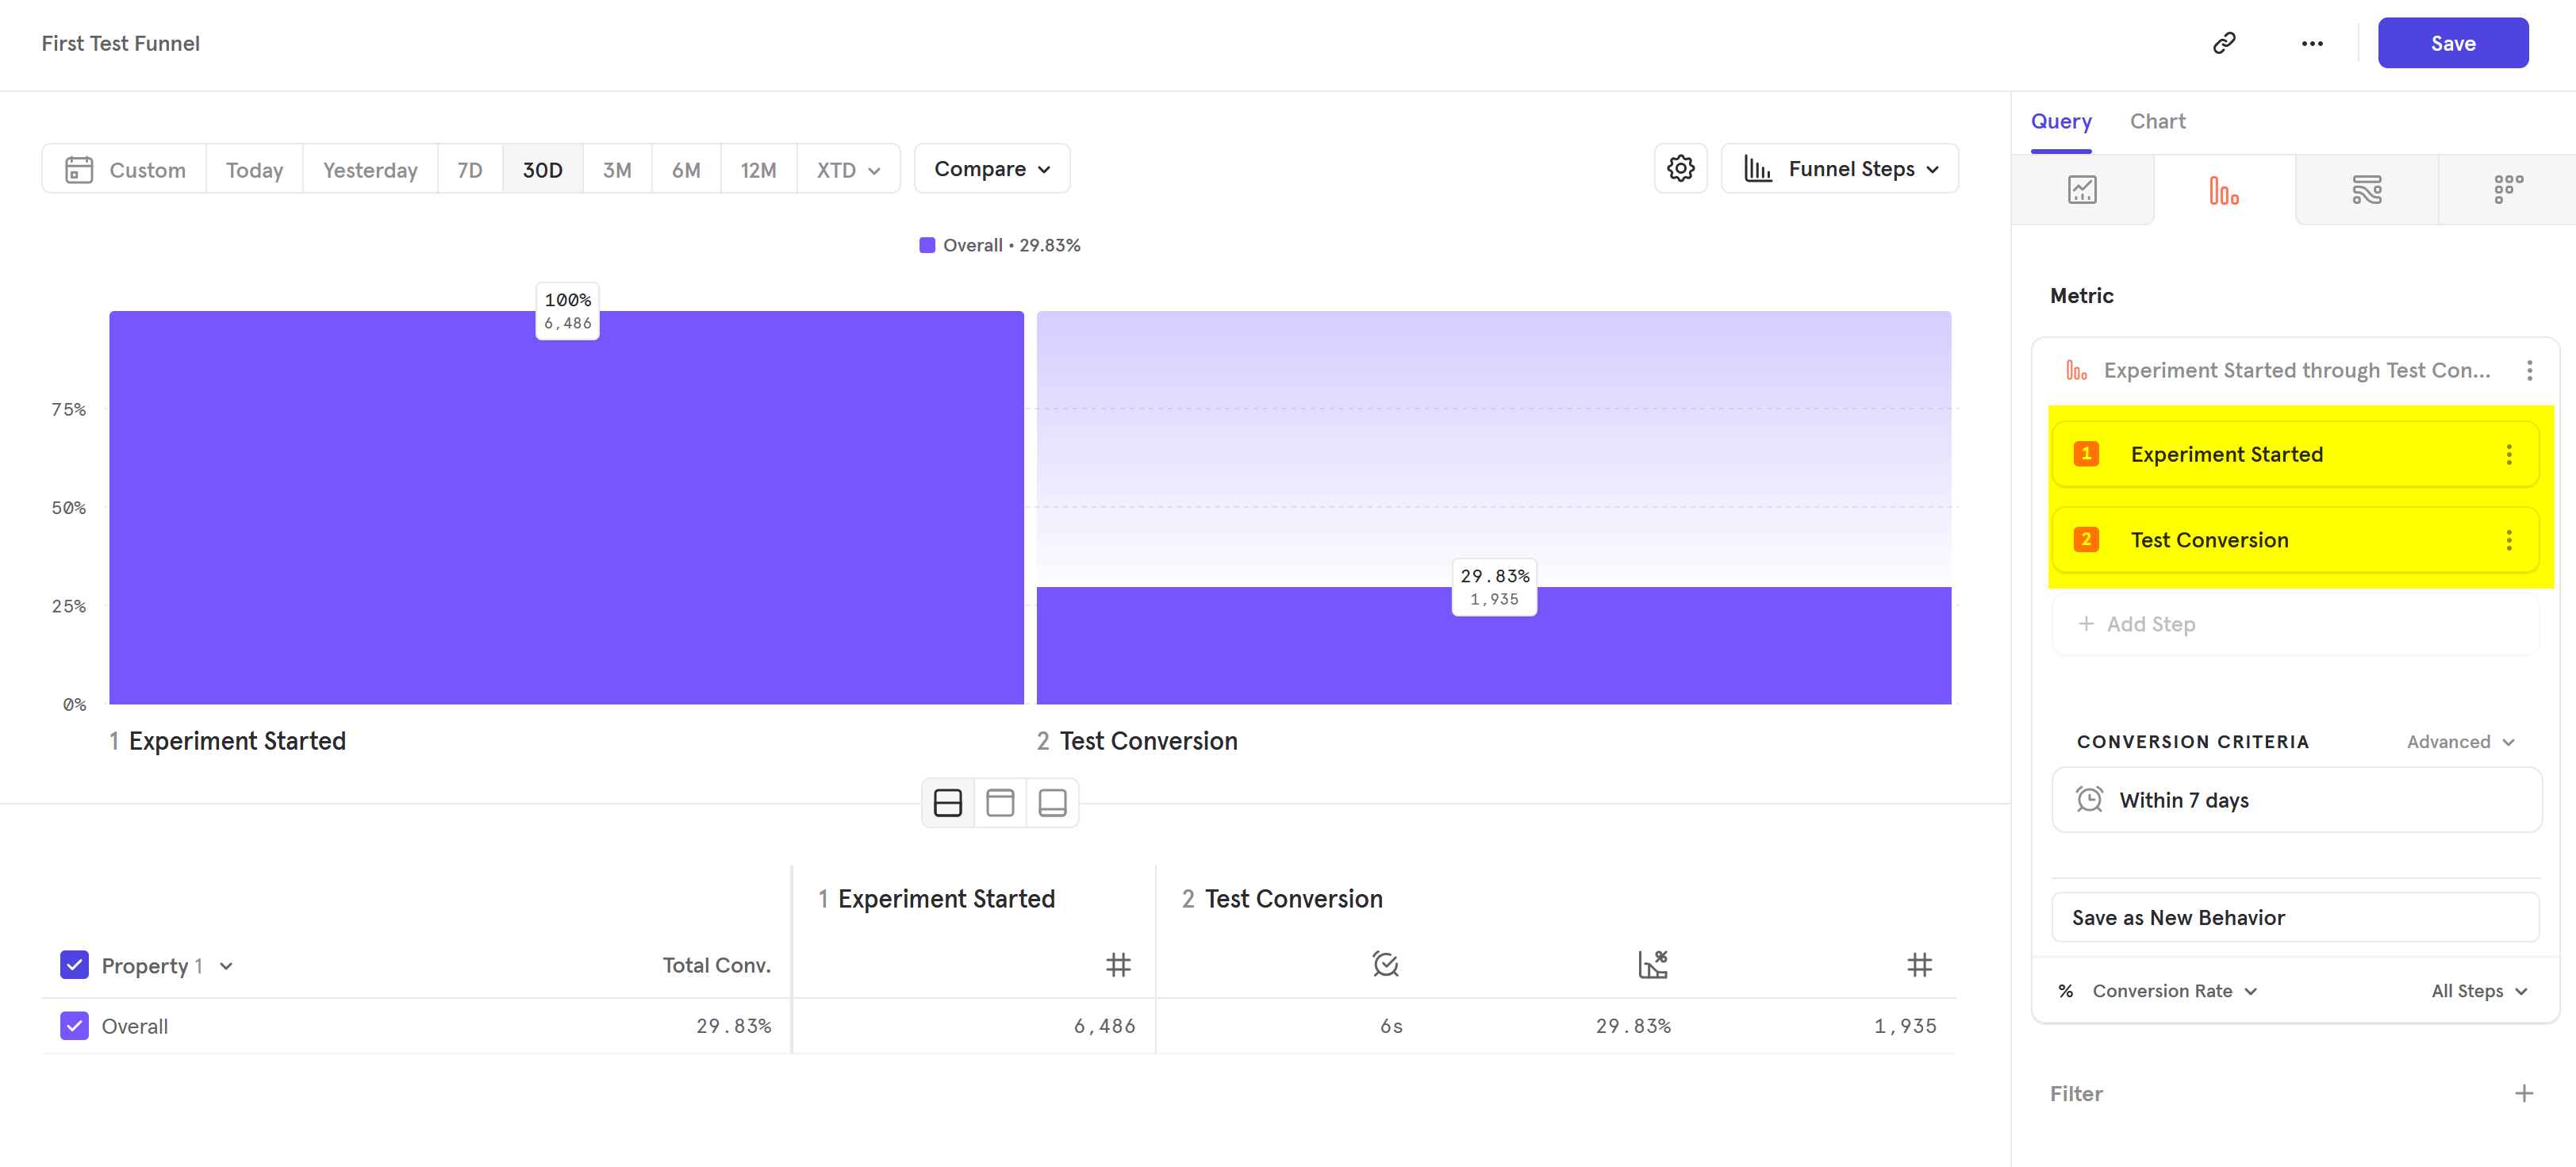 First Test Funnel
Save
Query
Chart
Custom
Today
Yesterday
7D
30D
3M
6M
12M
XTD
Compare
Funnel Steps
Overall • 29.83%
100%
6,486
75%
50%
25%
0%
29.83%
1,935
1 Experiment Started
2 Test Conversion
Metric
Experiment Started through Test Con...
1 Experiment Started
2 Test Conversion
+ Add Step
CONVERSION CRITERIA
Advanced
Within 7 days
Save as New Behavior
% Conversion Rate
All Steps
Filter
1 Experiment Started
2 Test Conversion
Property 1
Total Conv.
Overall
29.83%
6,486
6s
29.83%
1,935